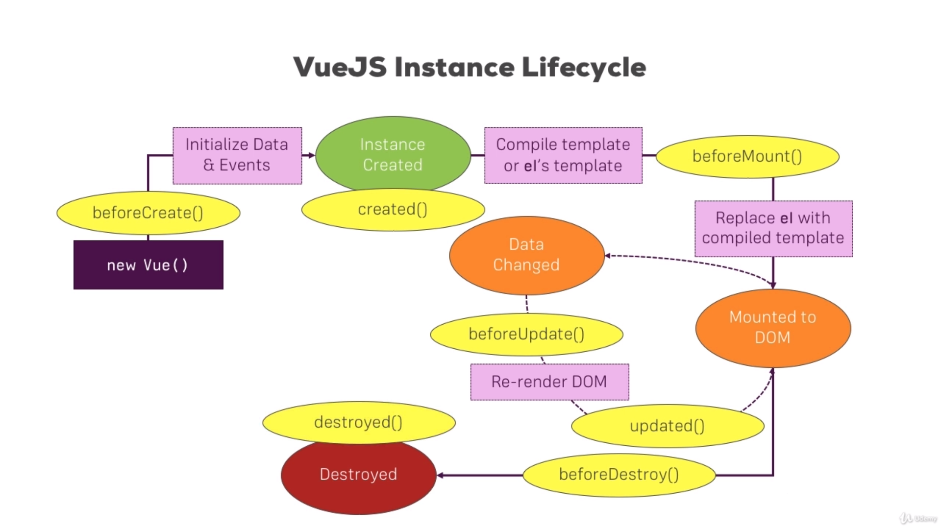 VueJS Instance Lifecycle
Initialize Data
& Events
Instance
Created
Compile template
or el's template
beforeMount()
beforeCreate()
created()
Replace el with
compiled template
new Vue()
Data
Changed
Mounted to
DOM
beforeUpdate()
Re-render DOM
destroyed()
updated()
Destroyed
beforeDestroy()
Udemy